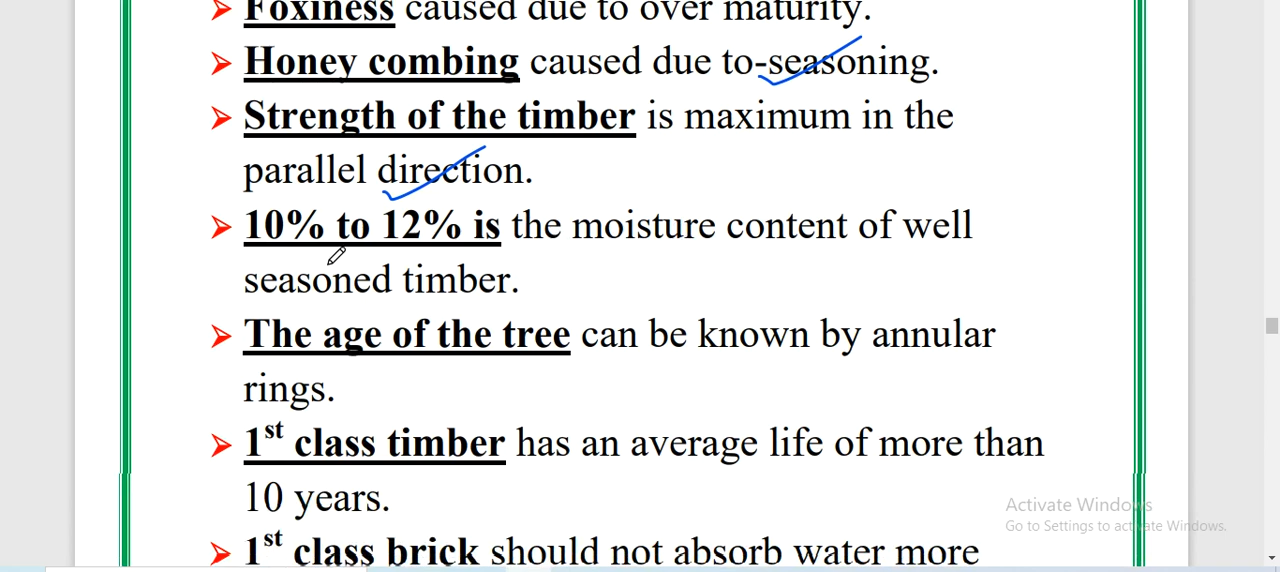 Foxiness caused due to over maturity.
Honey combing caused due to-seasoning.
Strength of the timber is maximum in the
parallel direction.
10% to 12% is the moisture content of well
seasoned timber.
The age of the tree can be known by annular
rings.
1st class timber has an average life of more than
10 years.
Activate Windows
Go to Settings to activate Windows.
1st class brick should not absorb water more